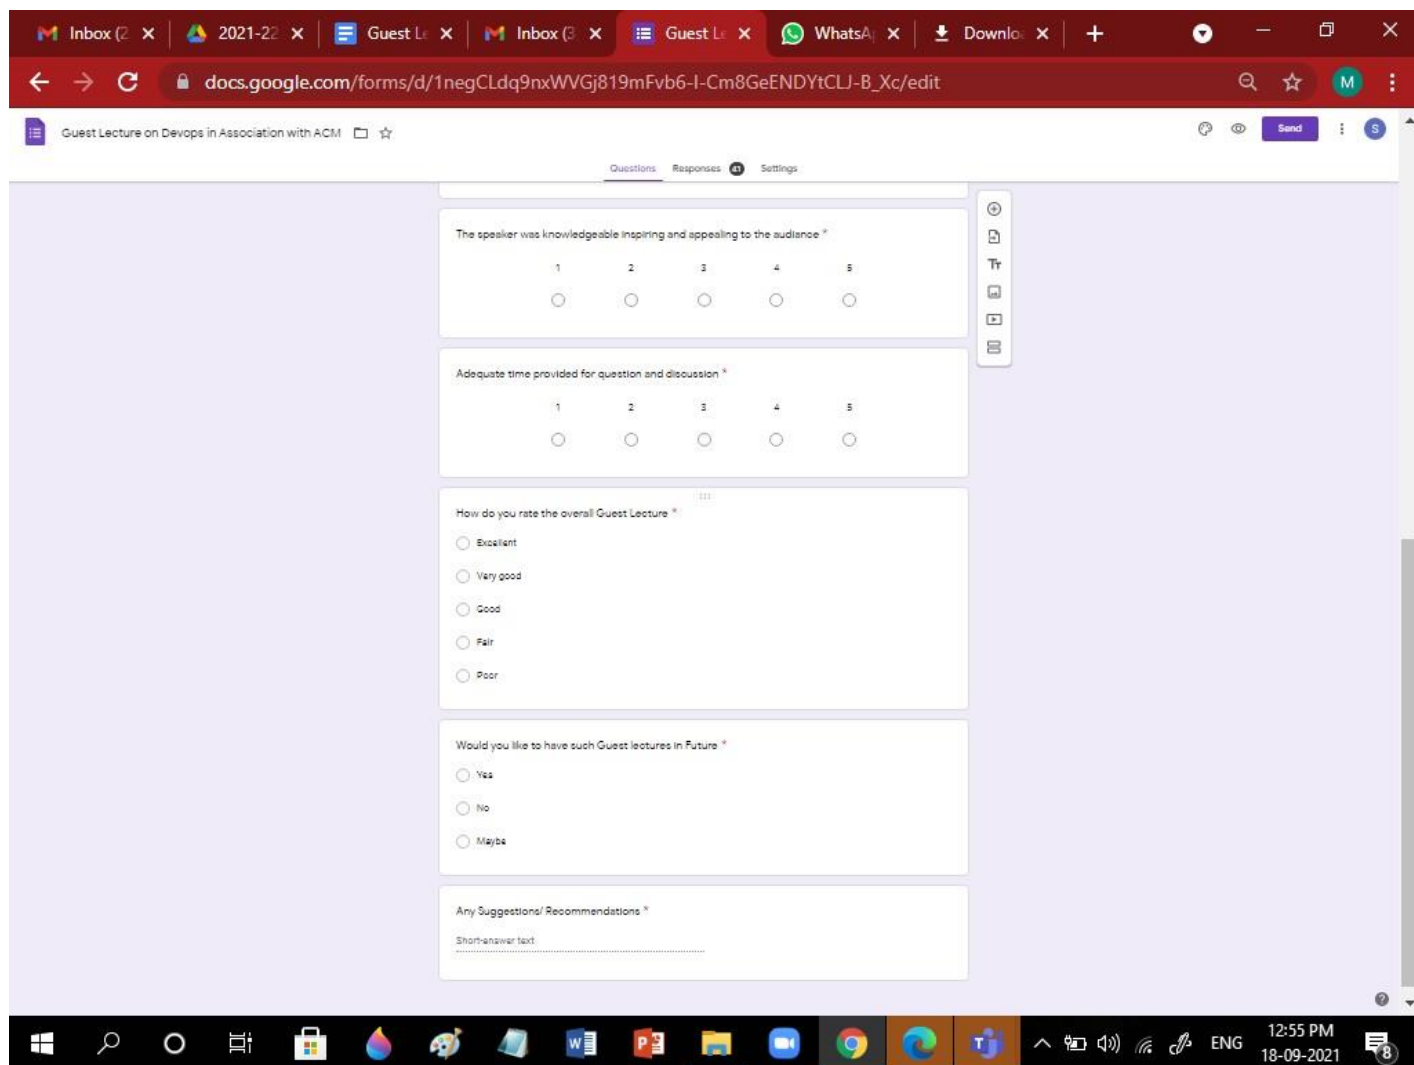 Inbox (2
2021-22
Guest Le
Inbox (3
Guest Le
WhatsAp
Downloa
docs.google.com/forms/d/1negCLdq9nxWVGj819mFvb6-I-Cm8GeENDYtCLJ-B_Xc/edit
M
Guest Lecture on Devops in Association with ACM
Send
S
Questions Responses 41 Settings
The speaker was knowledgeable inspiring and appealing to the audiance *
1 2 3 4 5
Tт
Adequate time provided for question and discussion *
1 2 3 4 5
How do you rate the overall Guest Lecture *
Excellent
Very good
Good
Fair
Poor
Would you like to have such Guest lectures in Future *
Yes
No
Maybe
Any Suggestions/ Recommendations *
Short-answer text
ENG
12:55 PM
18-09-2021
8